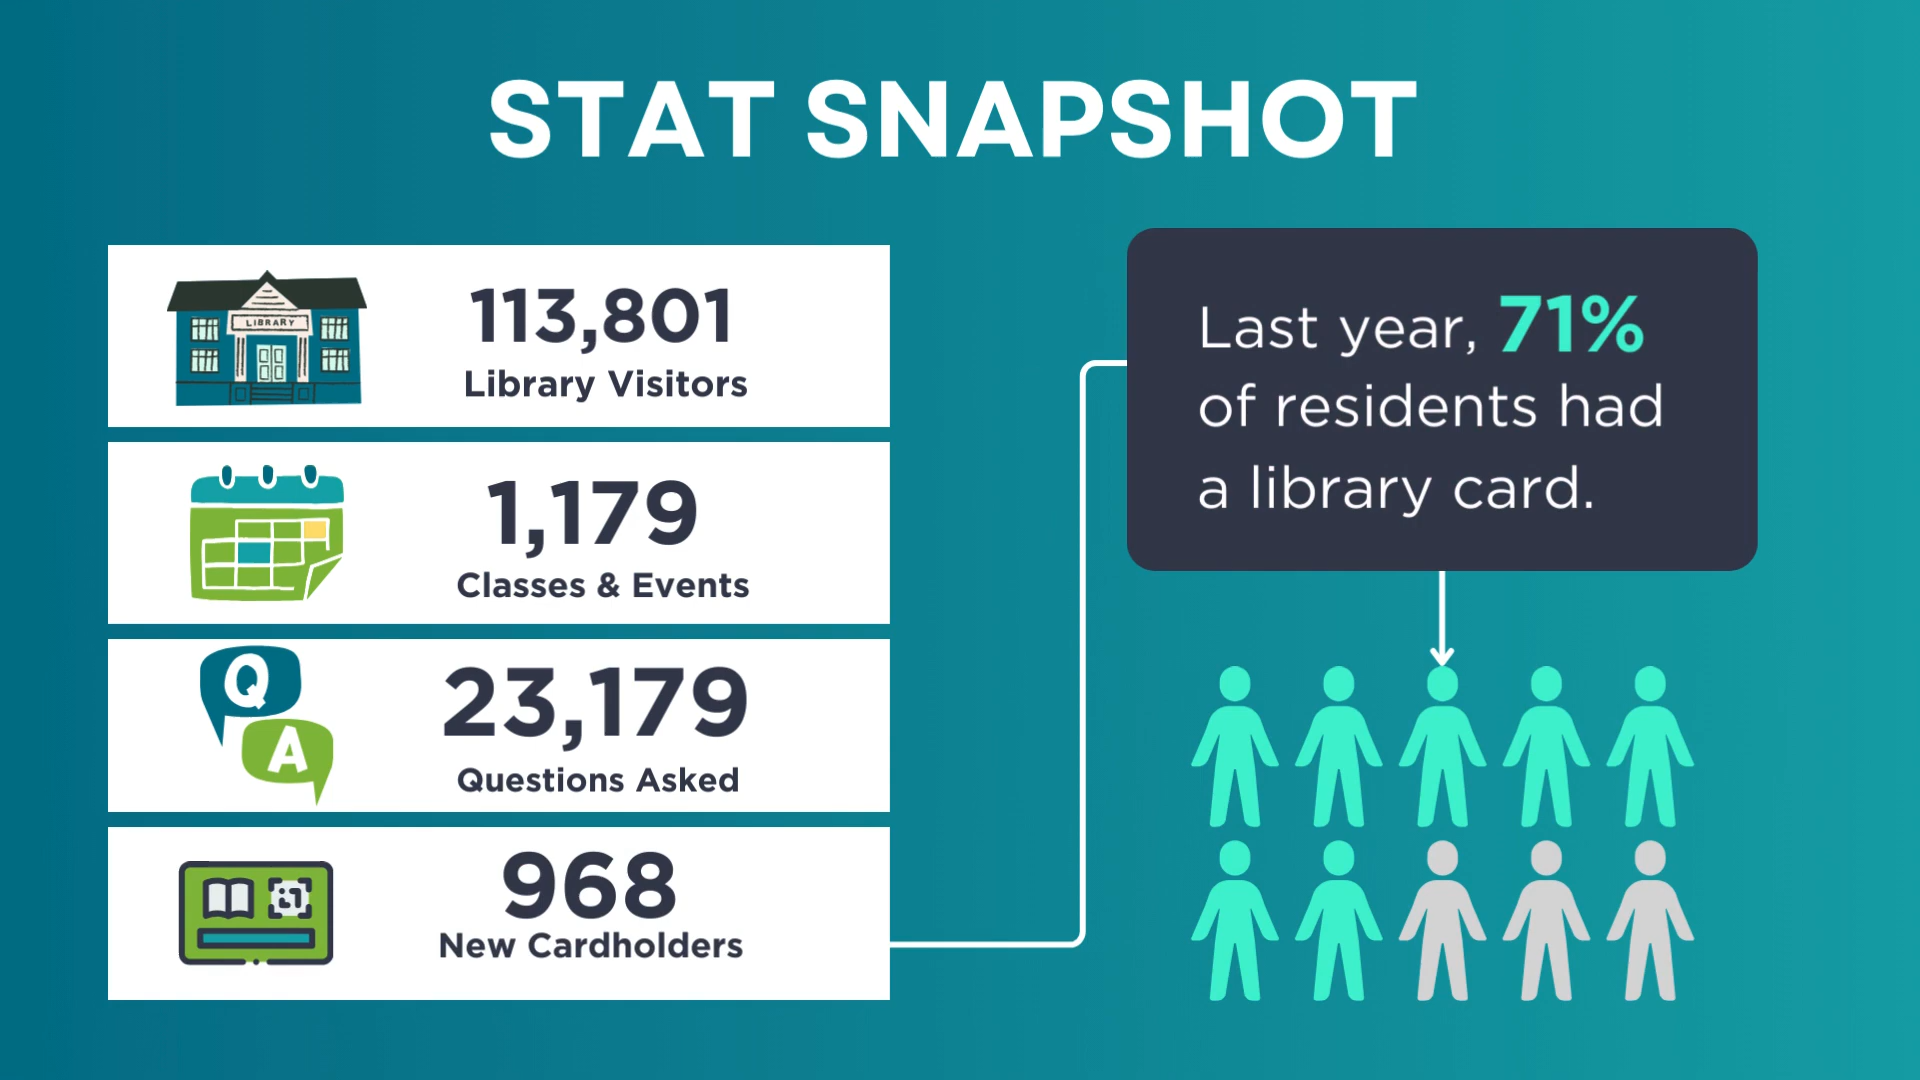 STAT SNAPSHOT
LIBRARY
113,801
Library Visitors
1,179
Classes & Events
Q
A
23,179
Questions Asked
968
New Cardholders
Last year, 71%
of residents had
a library card.